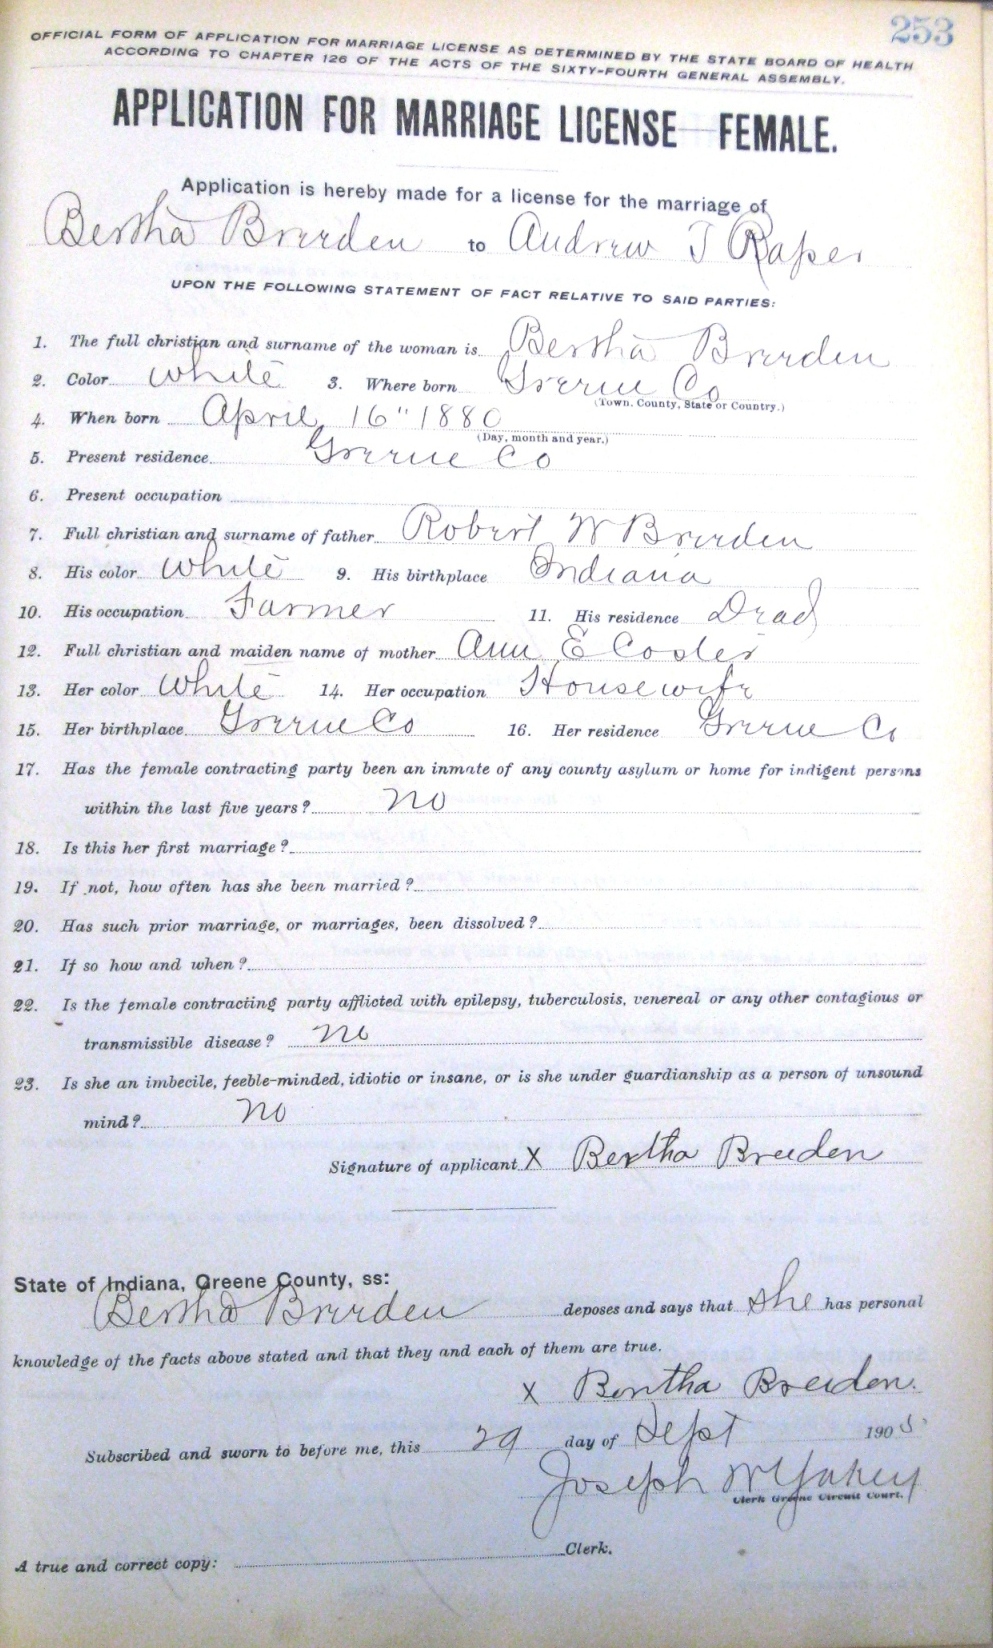 253
OFFICIAL FORM OF APPLICATION FOR MARRIAGE LICENSE AS DETERMINED BY THE STATE BOARD OF HEALTH
ACCORDING TO CHAPTER 126 OF THE ACTS OF THE SIXTY-FOURTH GENERAL ASSEMBLY.
APPLICATION FOR MARRIAGE LICENSE—FEMALE.
Application is hereby made for a license for the marriage of
Bertha Breeden to Andrew J Raper
UPON THE FOLLOWING STATEMENT OF FACT RELATIVE TO SAID PARTIES:
1. The full christian and surname of the woman is Bertha Breeden
2. Color White 3. Where born Greene Co
(Town, County, State or Country.)
4. When born April 16" 1880
(Day, month and year.)
5. Present residence Greene Co
6. Present occupation
7. Full christian and surname of father Robert W Breeden
8. His color White 9. His birthplace Indiana
10. His occupation Farmer 11. His residence Dead
12. Full christian and maiden name of mother Ann E
13. Her color White 14. Her occupation Housewife
15. Her birthplace Greene Co 16. Her residence Greene Co
17. Has the female contracting party been an inmate of any county asylum or home for indigent persons
within the last five years? no
18. Is this her first marriage?
19. If not, how often has she been married?
20. Has such prior marriage, or marriages, been dissolved?
21. If so how and when?
22. Is the female contracting party afflicted with epilepsy, tuberculosis, venereal or any other contagious or
transmissible disease? no
23. Is she an imbecile, feeble-minded, idiotic or insane, or is she under guardianship as a person of unsound
mind? no
Signature of applicant X Bertha Breeden
State of Indiana, Greene County, ss:
Bertha Breeden deposes and says that she has personal
knowledge of the facts above stated and that they and each of them are true.
X Bertha Breeden.
Subscribed and sworn to before me, this 29 day of Sept 1905
Joseph W Yakey
Clerk Greene Circuit Court.
A true and correct copy: Clerk.